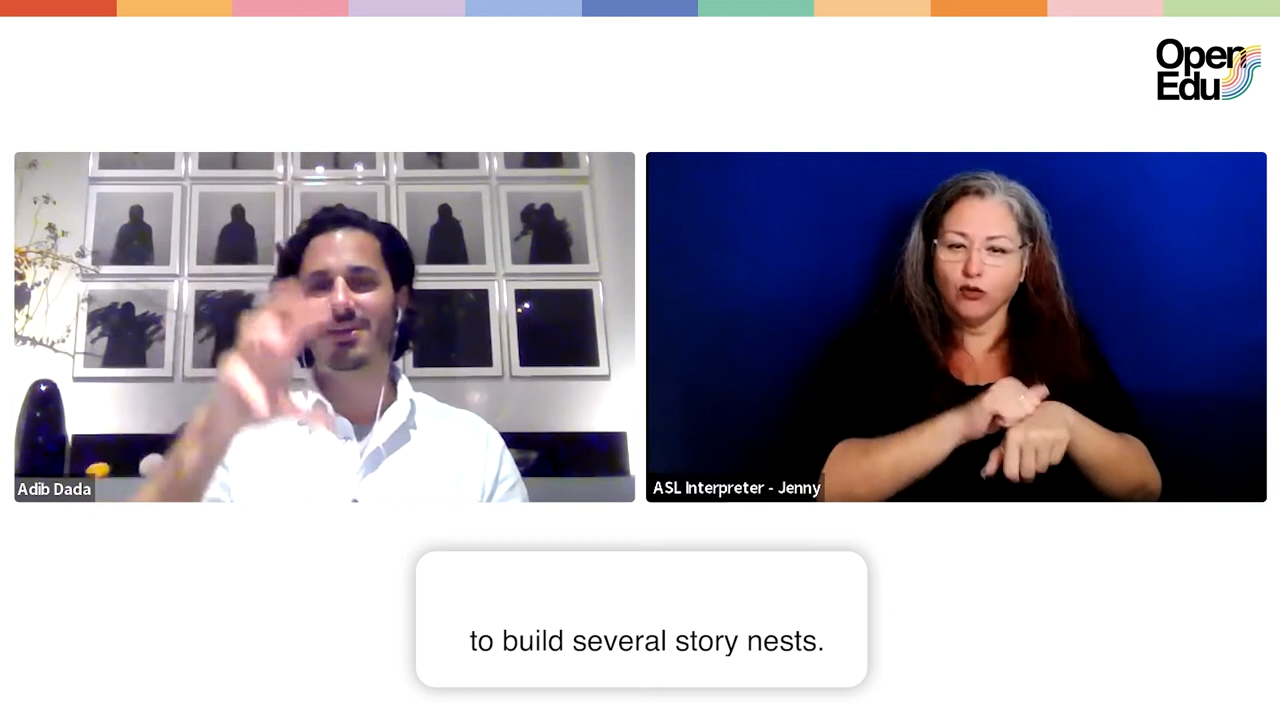 Open
Edu
Adib Dada
ASL Interpreter - Jenny
to build several story nests.